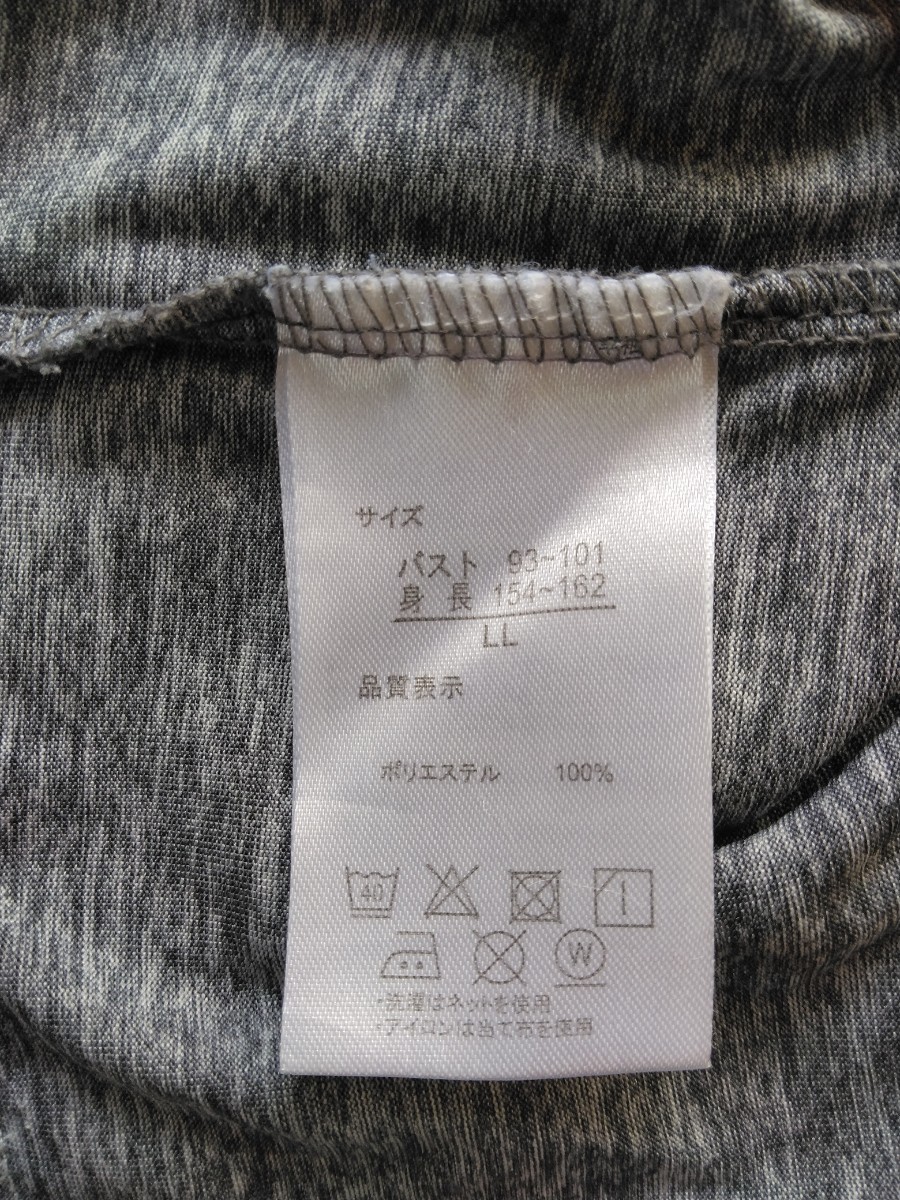 サイズ
バスト 93~101
身長 154~162
LL
品質表示
ポリエステル 100%
40
W
*洗濯はネットを使用
*アイロンは当て布を使用